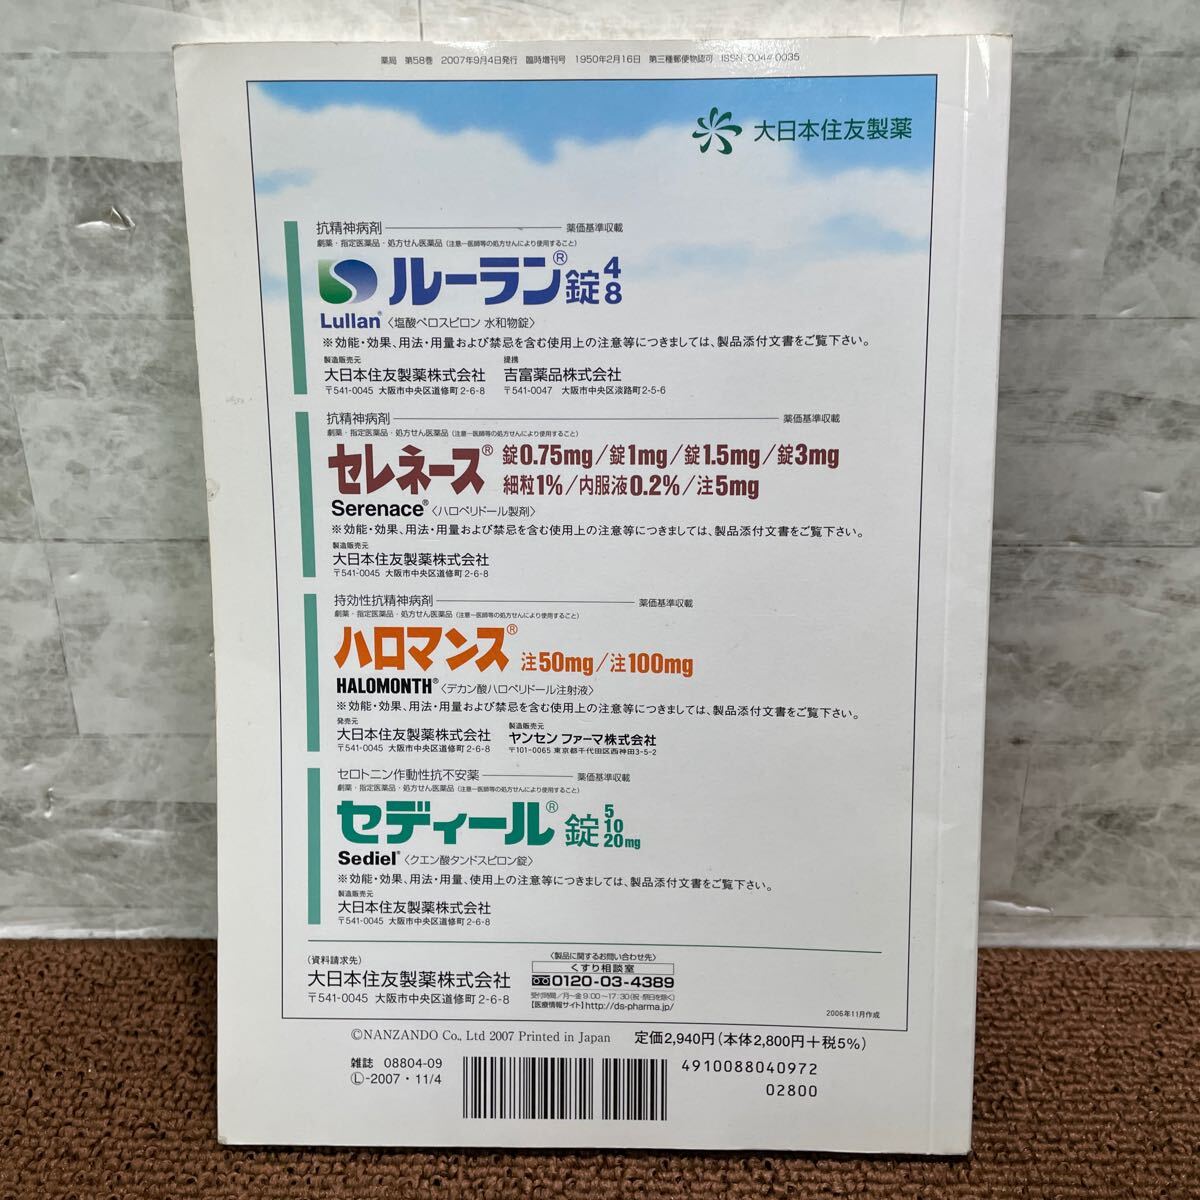 薬局 第58巻 2007年9月4日発行 臨時増刊号 1950年2月16日 第三種郵便物認可 ISSN 0044-0035
大日本住友製薬
抗精神病剤 薬価基準収載
劇薬・指定医薬品・処方せん医薬品(注意―医師等の処方せんにより使用すること)
ルーラン®錠 4 8
Lullan® 〈塩酸ペロスピロン 水和物錠〉
※効能・効果、用法・用量および禁忌を含む使用上の注意等につきましては、製品添付文書をご覧下さい。
製造販売元 提携
大日本住友製薬株式会社 吉富薬品株式会社
〒541-0045 大阪市中央区道修町2-6-8 〒541-0047 大阪市中央区淡路町2-5-6
抗精神病剤 薬価基準収載
劇薬・指定医薬品・処方せん医薬品(注意―医師等の処方せんにより使用すること)
セレネース® 錠0.75mg/錠1mg/錠1.5mg/錠3mg
細粒1%/内服液0.2%/注5mg
Serenace® 〈ハロペリドール製剤〉
※効能・効果、用法・用量および禁忌を含む使用上の注意等につきましては、製品添付文書をご覧下さい。
製造販売元
大日本住友製薬株式会社
〒541-0045 大阪市中央区道修町2-6-8
持効性抗精神病剤 薬価基準収載
劇薬・指定医薬品・処方せん医薬品(注意―医師等の処方せんにより使用すること)
ハロマンス® 注50mg/注100mg
HALOMONTH® 〈デカン酸ハロペリドール注射液〉
※効能・効果、用法・用量および禁忌を含む使用上の注意等につきましては、製品添付文書をご覧下さい。
発売元 製造販売元
大日本住友製薬株式会社 ヤンセン ファーマ株式会社
〒541-0045 大阪市中央区道修町2-6-8 〒101-0065 東京都千代田区西神田3-5-2
セロトニン作動性抗不安薬 薬価基準収載
劇薬・指定医薬品・処方せん医薬品(注意―医師等の処方せんにより使用すること)
セディール®錠 5 10 20mg
Sediel® 〈クエン酸タンドスピロン錠〉
※効能・効果、用法・用量、使用上の注意等につきましては、製品添付文書をご覧下さい。
製造販売元
大日本住友製薬株式会社
〒541-0045 大阪市中央区道修町2-6-8
(資料請求先)
大日本住友製薬株式会社
〒541-0045 大阪市中央区道修町2-6-8
〈製品に関するお問い合わせ先〉
くすり相談室
0120-03-4389
受付時間/月~金 9:00~17:30(祝・祭日を除く)
【医療情報サイト】http://ds-pharma.jp/
2006年11月作成
©NANZANDO Co., Ltd 2007 Printed in Japan 定価2,940円(本体2,800円+税5%)
雑誌 08804-09
Ⓛ-2007・11/4
4910088040972
02800